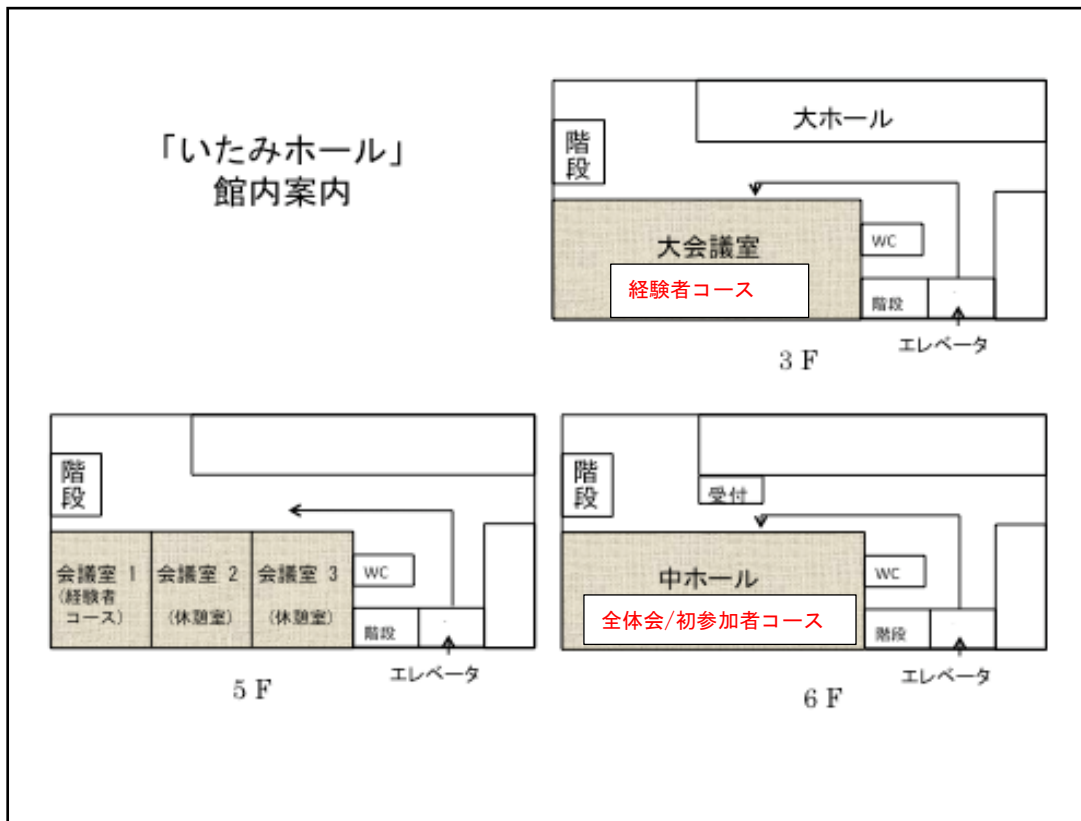 「いたみホール」
館内案内
大ホール
階
段
大会議室
WC
経験者コース
階段
エレベータ
3 F
階
段
会議室 1
(経験者
コース)
会議室 2
(休憩室)
会議室 3
(休憩室)
WC
階段
エレベータ
5 F
階
段
受付
中ホール
WC
全体会/初参加者コース
階段
エレベータ
6 F